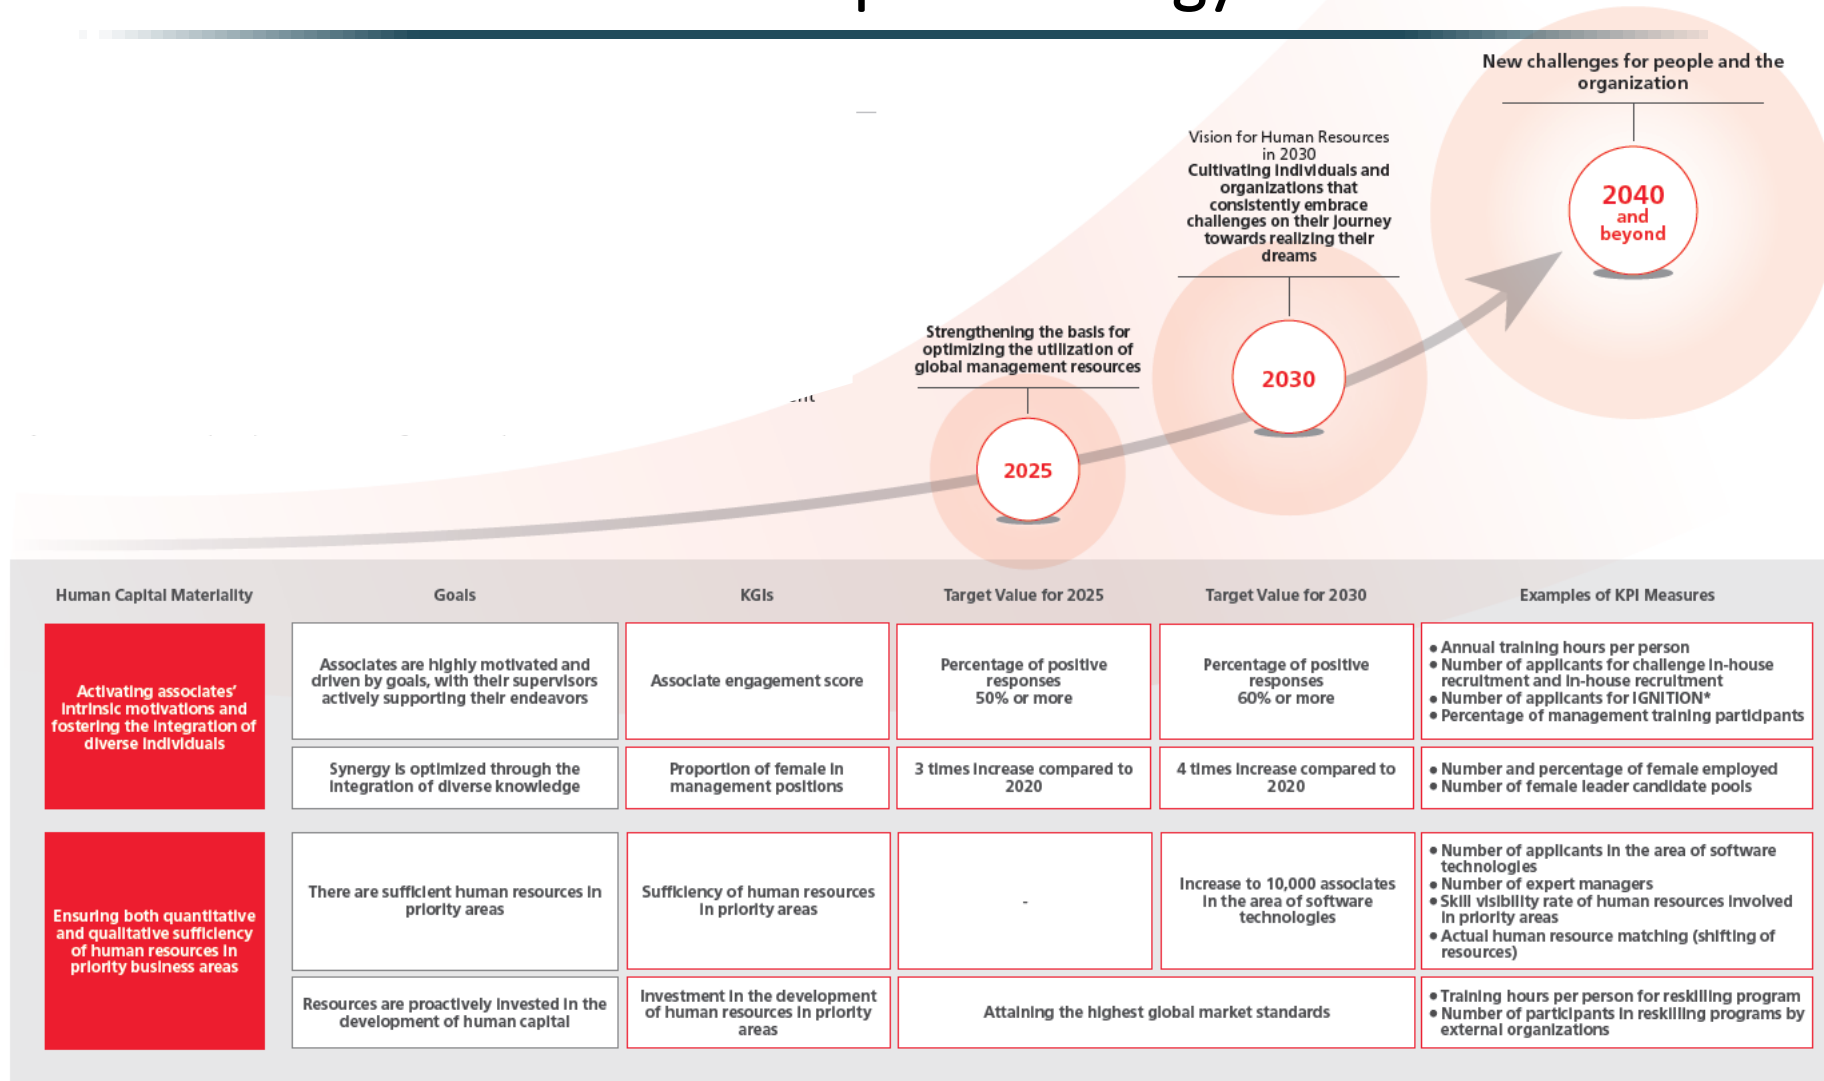 New challenges for people and the
organization
2040
and
beyond
Vision for Human Resources
in 2030
Cultivating individuals and
organizations that
consistently embrace
challenges on their journey
towards realizing their
dreams
2030
Strengthening the basis for
optimizing the utilization of
global management resources
2025
Human Capital Materiality
Goals
KGIs
Target Value for 2025
Target Value for 2030
Examples of KPI Measures
Activating associates'
intrinsic motivations and
fostering the integration of
diverse individuals
Associates are highly motivated and
driven by goals, with their supervisors
actively supporting their endeavors
Associate engagement score
Percentage of positive
responses
50% or more
Percentage of positive
responses
60% or more
● Annual training hours per person
● Number of applicants for challenge in-house
recruitment and in-house recruitment
● Number of applicants for IGNITION*
● Percentage of management training participants
Synergy is optimized through the
integration of diverse knowledge
Proportion of female in
management positions
3 times increase compared to
2020
4 times increase compared to
2020
● Number and percentage of female employed
● Number of female leader candidate pools
Ensuring both quantitative
and qualitative sufficiency
of human resources in
priority business areas
There are sufficient human resources in
priority areas
Sufficiency of human resources
in priority areas
-
Increase to 10,000 associates
in the area of software
technologies
● Number of applicants in the area of software
technologies
● Number of expert managers
● Skill visibility rate of human resources involved
in priority areas
● Actual human resource matching (shifting of
resources)
Resources are proactively invested in the
development of human capital
Investment in the development
of human resources in priority
areas
Attaining the highest global market standards
● Training hours per person for reskilling program
● Number of participants in reskilling programs by
external organizations